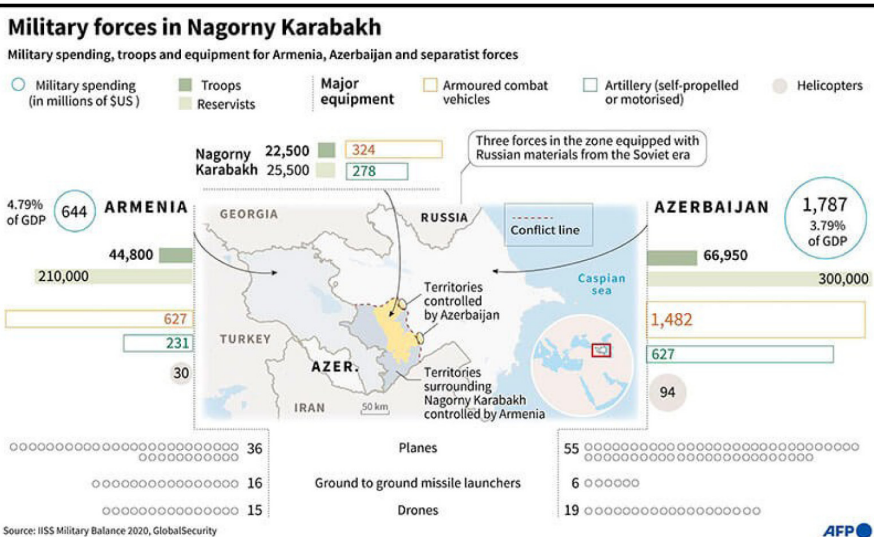 Military forces in Nagorny Karabakh
Military spending, troops and equipment for Armenia, Azerbaijan and separatist forces
Military spending
(in millions of $US )
Troops
Reservists
Major
equipment
Armoured combat
vehicles
Artillery (self-propelled
or motorised)
Helicopters
Nagorny
Karabakh
22,500
25,500
324
278
Three forces in the zone equipped with
Russian materials from the Soviet era
4.79%
of GDP
644
ARMENIA
44,800
210,000
627
231
30
GEORGIA
RUSSIA
Conflict line
Caspian
sea
Territories
controlled
by Azerbaijan
TURKEY
AZER.
IRAN
50 km
Territories
surrounding
Nagorny Karabakh
controlled by Armenia
AZERBAIJAN
1,787
3.79%
of GDP
66,950
300,000
1,482
627
94
36 Planes 55
16 Ground to ground missile launchers 6
15 Drones 19
Source: IISS Military Balance 2020, GlobalSecurity
AFP